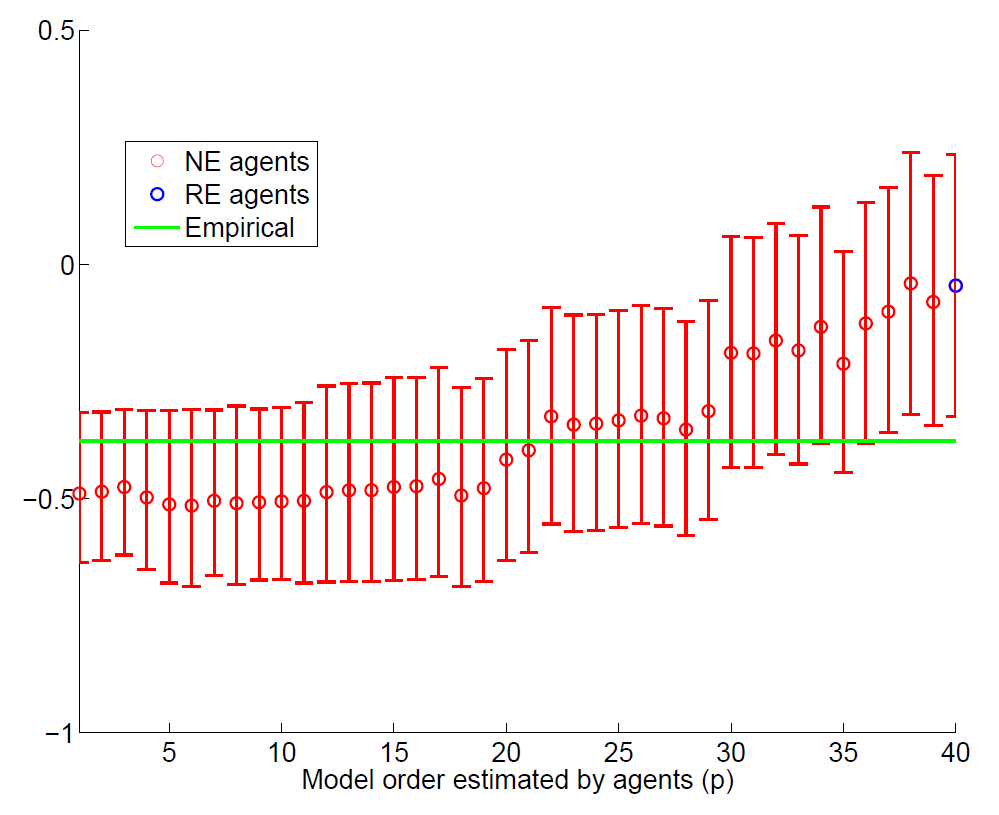 0.5
NE agents
RE agents
Empirical
0
−0.5
−1
5 10 15 20 25 30 35 40
Model order estimated by agents (p)